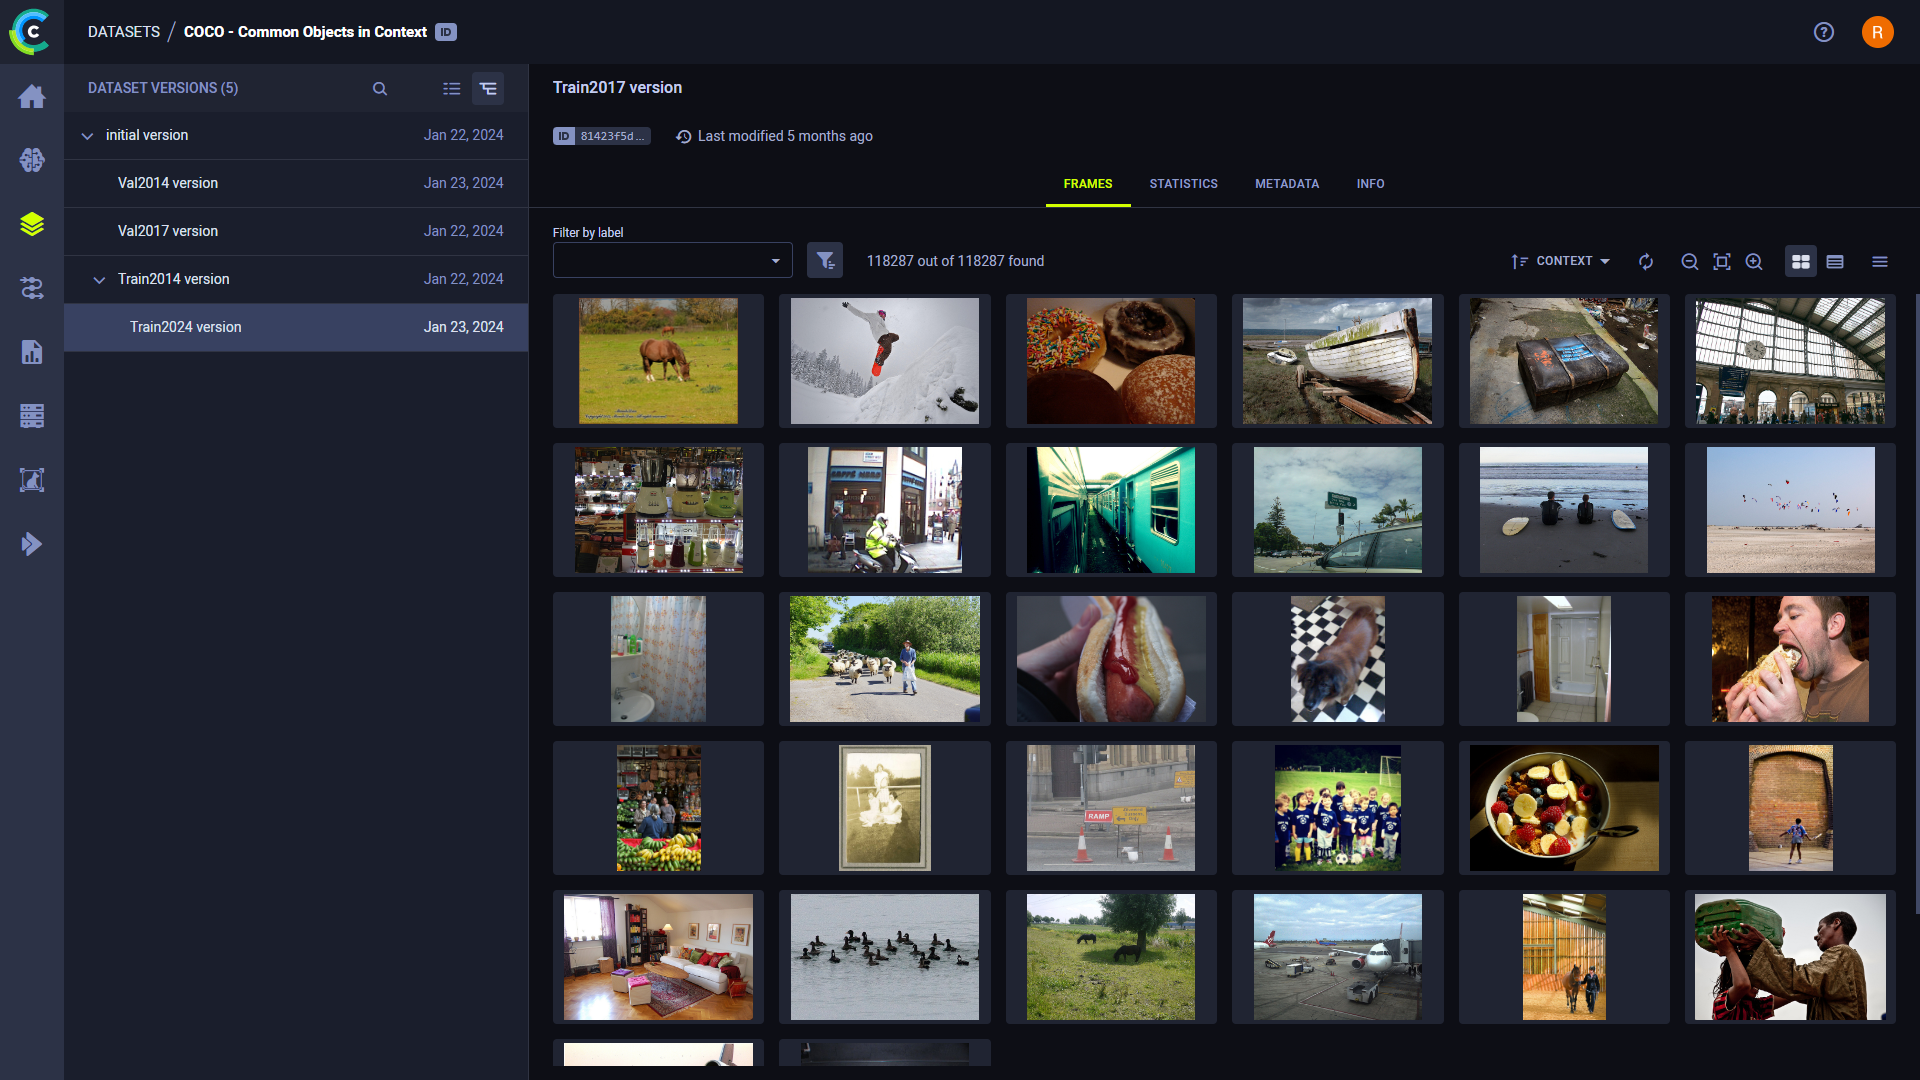 DATASETS / COCO - Common Objects in Context ID
R
DATASET VERSIONS (5)
initial version Jan 22, 2024
Val2014 version Jan 23, 2024
Val2017 version Jan 22, 2024
Train2014 version Jan 22, 2024
Train2024 version Jan 23, 2024
Train2017 version
ID 81423f5d...
Last modified 5 months ago
FRAMES STATISTICS METADATA INFO
Filter by label
118287 out of 118287 found
CONTEXT
RAMP